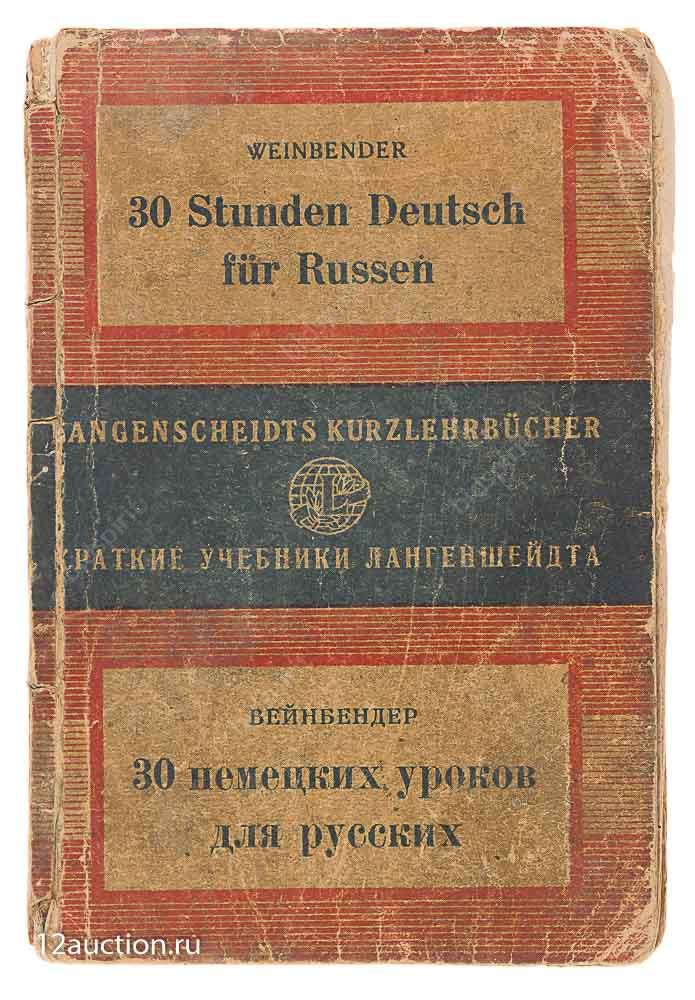 WEINBENDER
30 Stunden Deutsch
für Russen
LANGENSCHEIDTS KURZLEHRBÜCHER
L
КРАТКИЕ УЧЕБНИКИ ЛАНГЕНШЕЙДТА
ВЕЙНБЕНДЕР
30 немецких уроков
для русских
12auction.ru